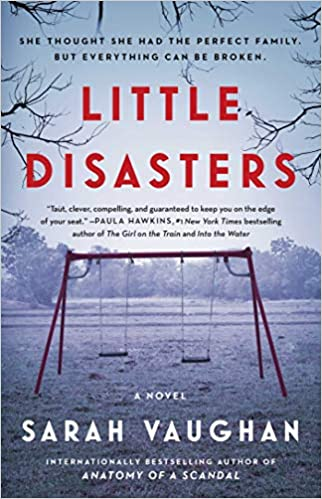 SHE THOUGHT SHE HAD THE PERFECT FAMILY.
BUT EVERYTHING CAN BE BROKEN.
LITTLE
DISASTERS
"Taut, clever, compelling, and guaranteed to keep you on the edge
of your seat." —PAULA HAWKINS, #1 New York Times bestselling
author of The Girl on the Train and Into the Water
A NOVEL
SARAH VAUGHAN
INTERNATIONALLY BESTSELLING AUTHOR OF
ANATOMY OF A SCANDAL